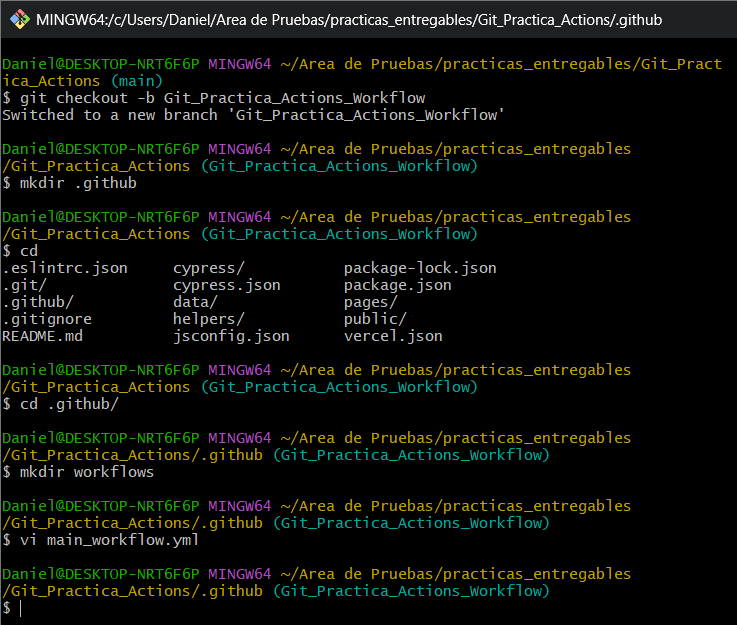 MINGW64:/c/Users/Daniel/Area de Pruebas/practicas_entregables/Git_Practica_Actions/.github
Daniel@DESKTOP-NRT6F6P MINGW64 ~/Area de Pruebas/practicas_entregables/Git_Pract
ica_Actions (main)
$ git checkout -b Git_Practica_Actions_Workflow
Switched to a new branch 'Git_Practica_Actions_Workflow'
Daniel@DESKTOP-NRT6F6P MINGW64 ~/Area de Pruebas/practicas_entregables
/Git_Practica_Actions (Git_Practica_Actions_Workflow)
$ mkdir .github
Daniel@DESKTOP-NRT6F6P MINGW64 ~/Area de Pruebas/practicas_entregables
/Git_Practica_Actions (Git_Practica_Actions_Workflow)
$ cd
.eslintrc.json cypress/ package-lock.json
.git/ cypress.json package.json
.github/ data/ pages/
.gitignore helpers/ public/
README.md jsconfig.json vercel.json
Daniel@DESKTOP-NRT6F6P MINGW64 ~/Area de Pruebas/practicas_entregables
/Git_Practica_Actions (Git_Practica_Actions_Workflow)
$ cd .github/
Daniel@DESKTOP-NRT6F6P MINGW64 ~/Area de Pruebas/practicas_entregables
/Git_Practica_Actions/.github (Git_Practica_Actions_Workflow)
$ mkdir workflows
Daniel@DESKTOP-NRT6F6P MINGW64 ~/Area de Pruebas/practicas_entregables
/Git_Practica_Actions/.github (Git_Practica_Actions_Workflow)
$ vi main_workflow.yml
Daniel@DESKTOP-NRT6F6P MINGW64 ~/Area de Pruebas/practicas_entregables
/Git_Practica_Actions/.github (Git_Practica_Actions_Workflow)
$